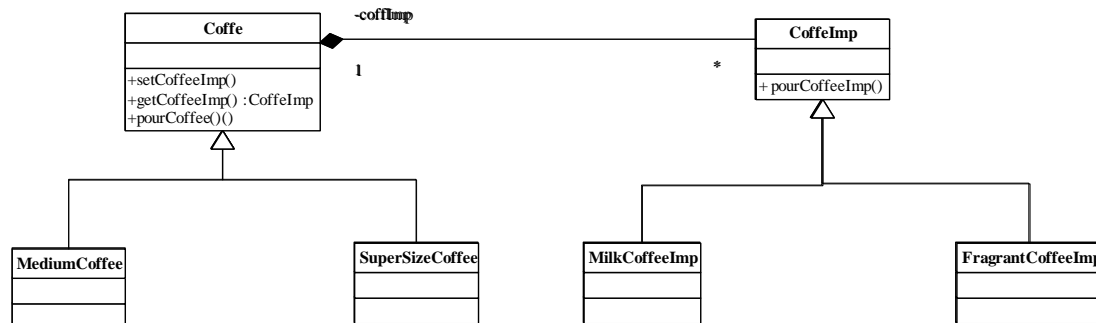 Coffe
-coffImp
CoffeImp
1
*
+setCoffeeImp()
+getCoffeeImp() : CoffeImp
+pourCoffee()()
+ pourCoffeeImp()
MediumCoffee
SuperSizeCoffee
MilkCoffeeImp
FragrantCoffeeImp